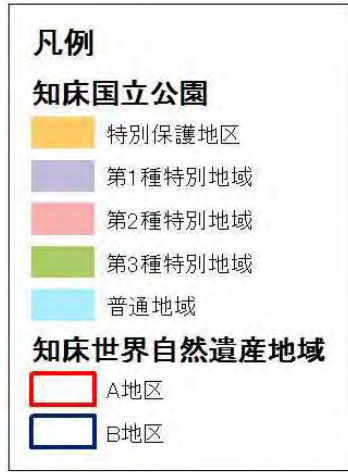 凡例
知床国立公園
特別保護地区
第1種特別地域
第2種特別地域
第3種特別地域
普通地域
知床世界自然遺産地域
A地区
B地区